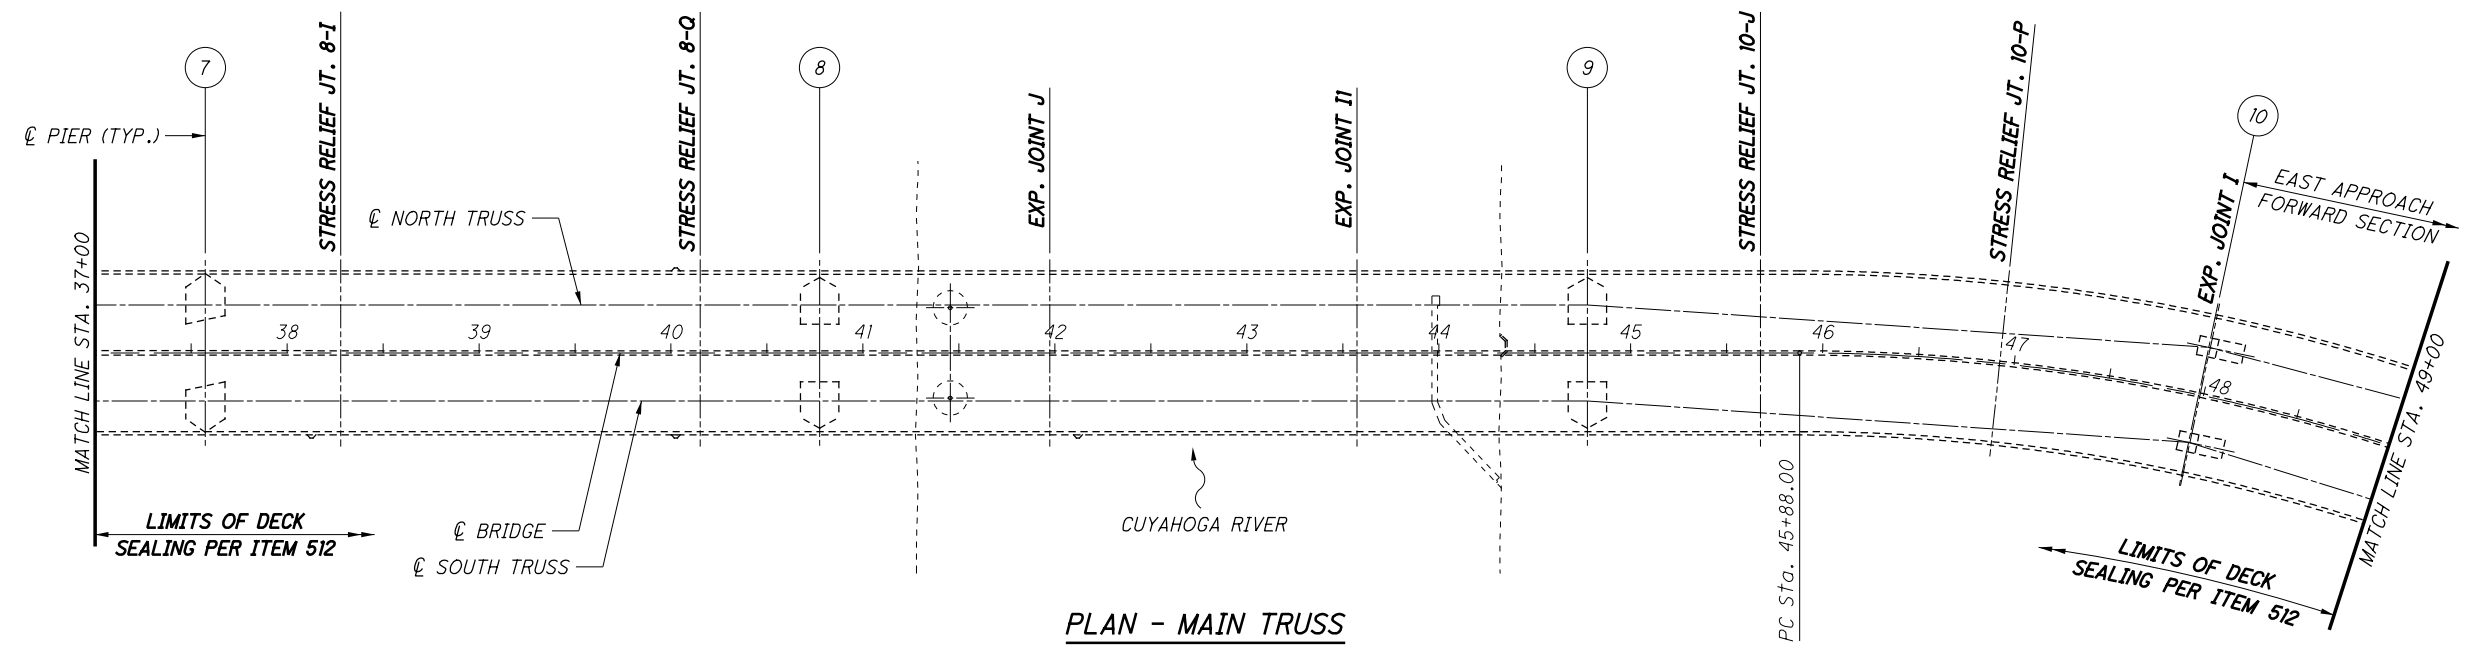 7
STRESS RELIEF JT. 8-I
STRESS RELIEF JT. 8-Q
8
EXP. JOINT J
EXP. JOINT I1
9
STRESS RELIEF JT. 10-J
STRESS RELIEF JT. 10-P
10
EXP. JOINT I
EAST APPROACH
FORWARD SECTION
℄ PIER (TYP.)
℄ NORTH TRUSS
MATCH LINE STA. 37+00
38
39
40
41
42
43
44
45
46
47
48
MATCH LINE STA. 49+00
LIMITS OF DECK
SEALING PER ITEM 512
℄ BRIDGE
℄ SOUTH TRUSS
CUYAHOGA RIVER
PC Sta. 45+88.00
LIMITS OF DECK
SEALING PER ITEM 512
PLAN - MAIN TRUSS